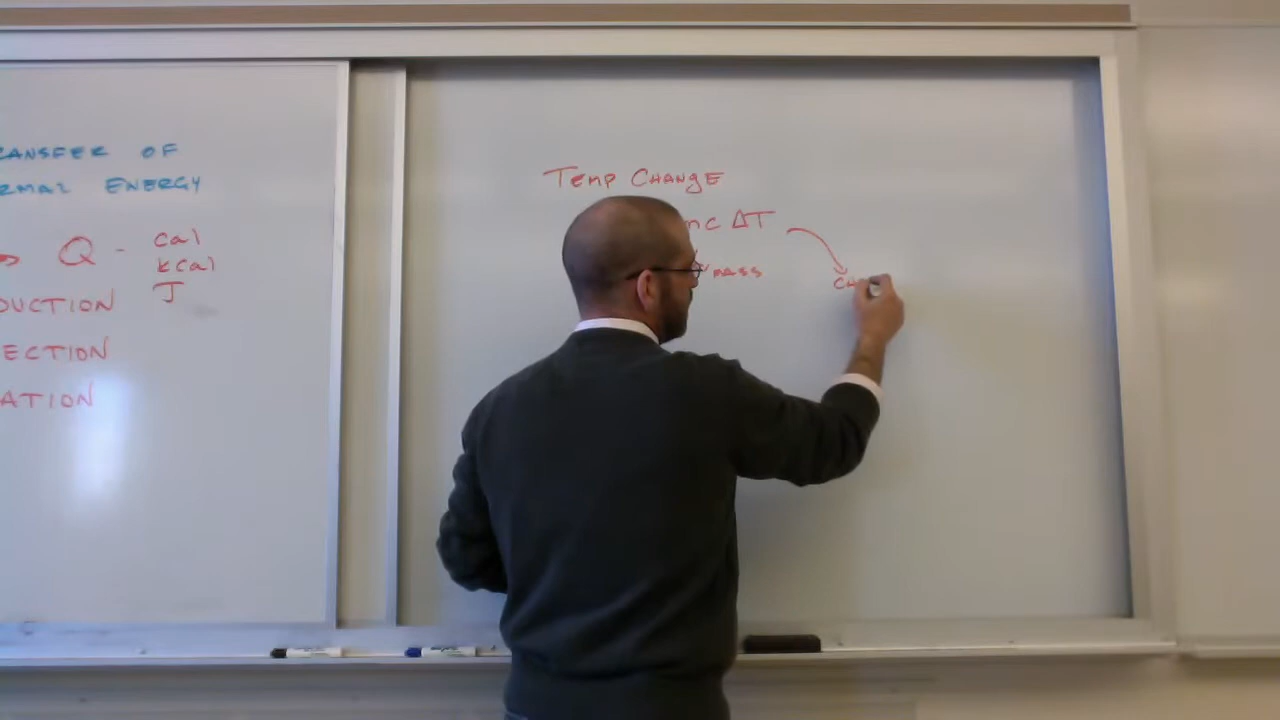 ANSFER OF
RMAL ENERGY
Q - cal
kcal
J
DUCTION
ECTION
ATION
TEMP CHANGE
mc ΔT
MASS